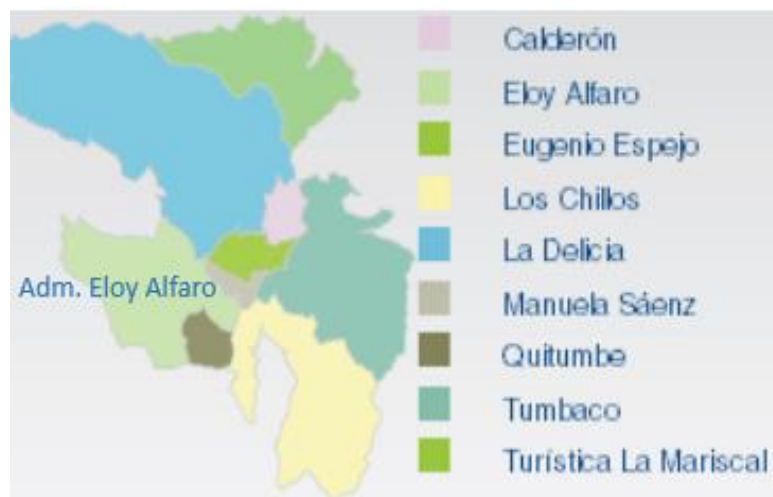 Calderón
Eloy Alfaro
Eugenio Espejo
Los Chillos
La Delicia
Adm. Eloy Alfaro
Manuela Sáenz
Quitumbe
Tumbaco
Turística La Mariscal